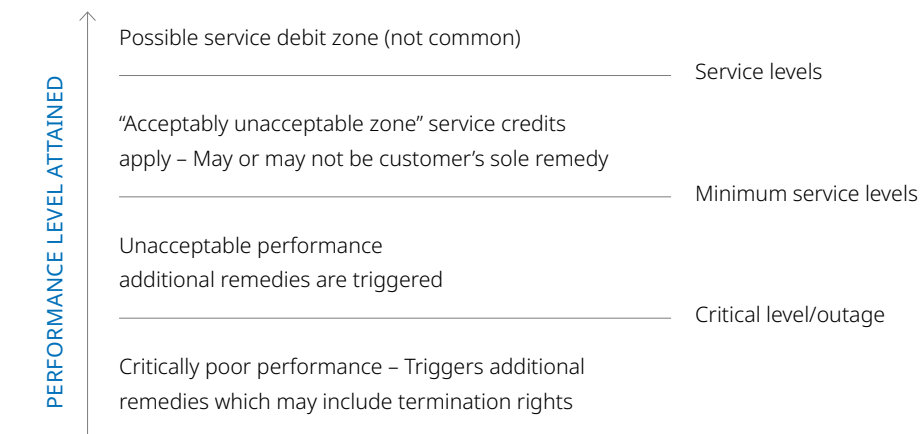 PERFORMANCE LEVEL ATTAINED
Possible service debit zone (not common)
Service levels
“Acceptably unacceptable zone” service credits
apply – May or may not be customer’s sole remedy
Minimum service levels
Unacceptable performance
additional remedies are triggered
Critical level/outage
Critically poor performance – Triggers additional
remedies which may include termination rights